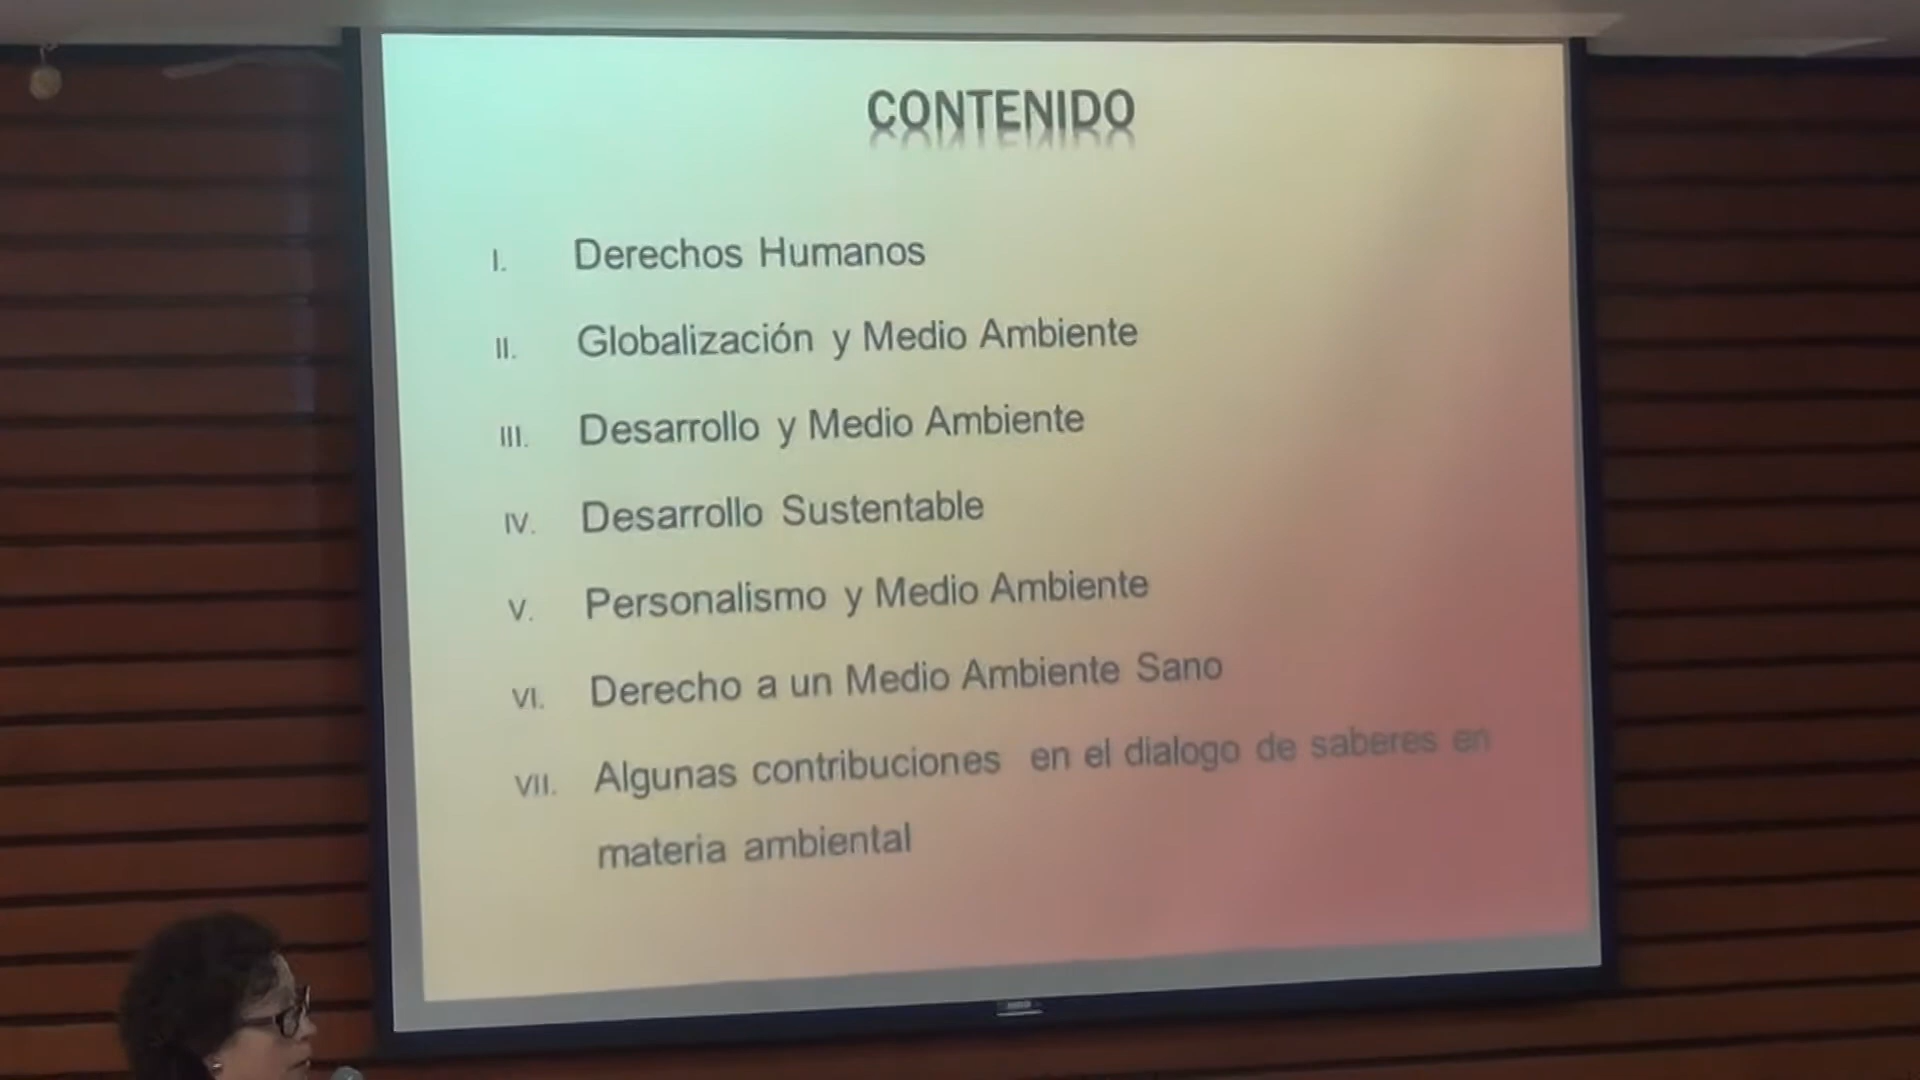 CONTENIDO
I. Derechos Humanos
II. Globalización y Medio Ambiente
III. Desarrollo y Medio Ambiente
IV. Desarrollo Sustentable
V. Personalismo y Medio Ambiente
VI. Derecho a un Medio Ambiente Sano
VII. Algunas contribuciones en el dialogo de saberes en
materia ambiental